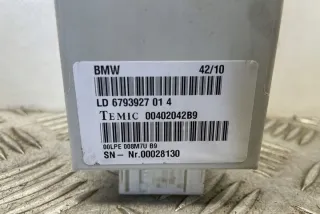 BMW 42/10
LD 6793927 01 4
TEMIC 00402042B9
00LPE 008M7U B9
SN- Nr.00028130